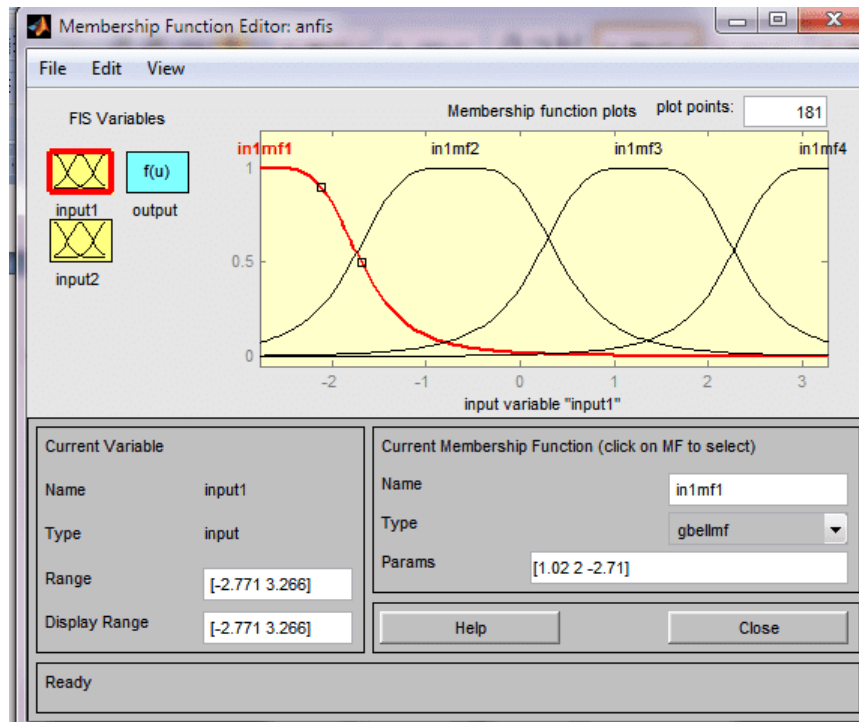 Membership Function Editor: anfis
File Edit View
FIS Variables
Membership function plots plot points: 181
f(u)
input1 output
input2
in1mf1 in1mf2 in1mf3 in1mf4
1
0.5
0
-2 -1 0 1 2 3
input variable "input1"
Current Variable
Name input1
Type input
Range [-2.771 3.266]
Display Range [-2.771 3.266]
Current Membership Function (click on MF to select)
Name in1mf1
Type gbellmf
Params [1.02 2 -2.71]
Help Close
Ready